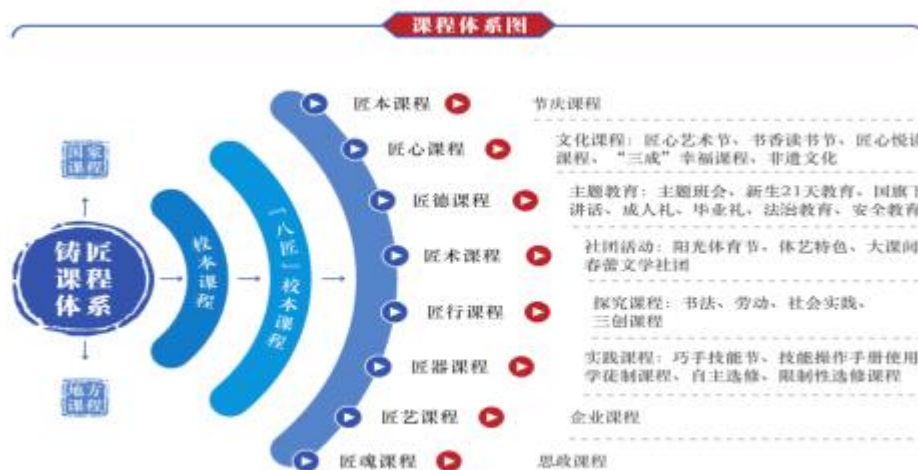 课程体系图
国家
课程
铸匠
课程
体系
地方
课程
校本课程
“八匠”校本课程
匠本课程
节庆课程
匠心课程
文化课程：匠心艺术节、书香读书节、匠心悦读
课程、“三成”幸福课程、非遗文化
匠德课程
主题教育：主题班会、新生21天教育、国旗下
讲话、成人礼、毕业礼、法治教育、安全教育
匠术课程
社团活动：阳光体育节、体艺特色、大课间
春蕾文学社团
匠行课程
探究课程：书法、劳动、社会实践、
三创课程
匠器课程
实践课程：巧手技能节、技能操作手册使用
学徒制课程、自主选修、限制性选修课程
匠艺课程
企业课程
匠魂课程
思政课程